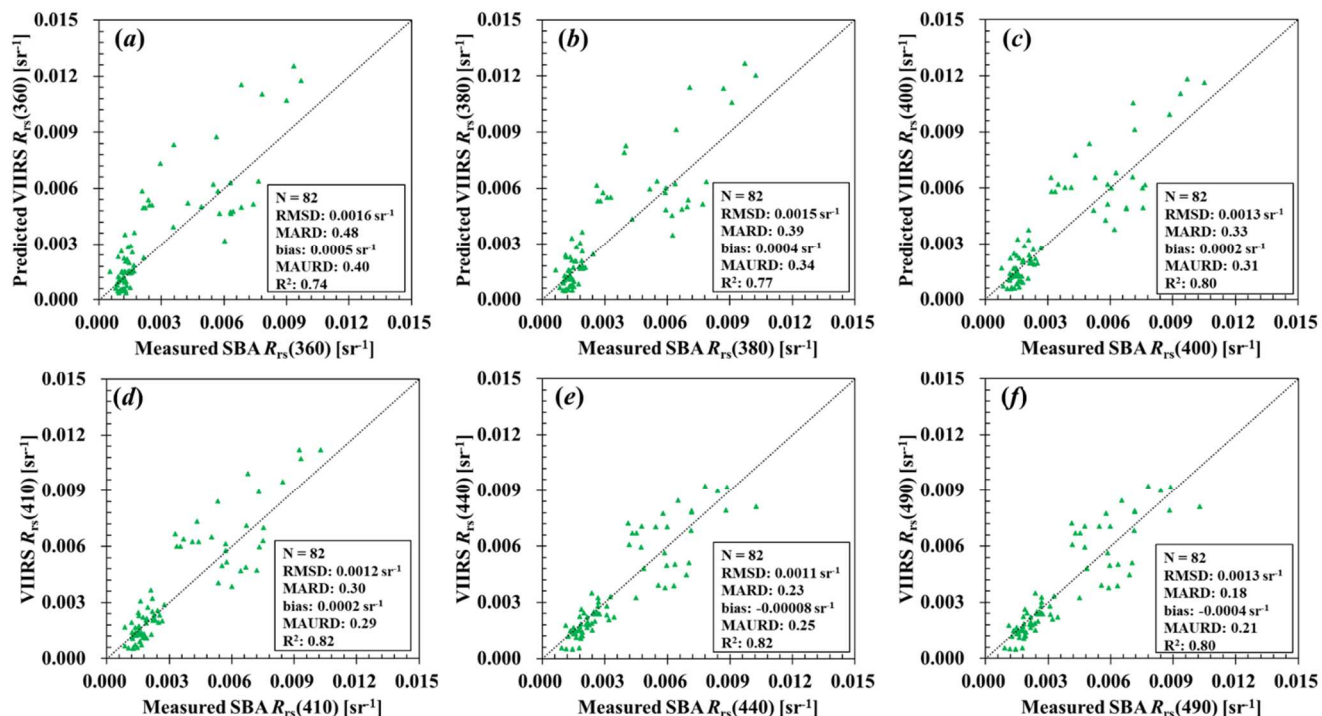 (a)
Predicted VIIRS Rrs(360) [sr-1]
0.015
0.012
0.009
0.006
0.003
0.000
N = 82
RMSD: 0.0016 sr-1
MARD: 0.48
bias: 0.0005 sr-1
MAURD: 0.40
R2: 0.74
0.000 0.003 0.006 0.009 0.012 0.015
Measured SBA Rrs(360) [sr-1]
(b)
Predicted VIIRS Rrs(380) [sr-1]
0.015
0.012
0.009
0.006
0.003
0.000
N = 82
RMSD: 0.0015 sr-1
MARD: 0.39
bias: 0.0004 sr-1
MAURD: 0.34
R2: 0.77
0.000 0.003 0.006 0.009 0.012 0.015
Measured SBA Rrs(380) [sr-1]
(c)
Predicted VIIRS Rrs(400) [sr-1]
0.015
0.012
0.009
0.006
0.003
0.000
N = 82
RMSD: 0.0013 sr-1
MARD: 0.33
bias: 0.0002 sr-1
MAURD: 0.31
R2: 0.80
0.000 0.003 0.006 0.009 0.012 0.015
Measured SBA Rrs(400) [sr-1]
(d)
VIIRS Rrs(410) [sr-1]
0.015
0.012
0.009
0.006
0.003
0.000
N = 82
RMSD: 0.0012 sr-1
MARD: 0.30
bias: 0.0002 sr-1
MAURD: 0.29
R2: 0.82
0.000 0.003 0.006 0.009 0.012 0.015
Measured SBA Rrs(410) [sr-1]
(e)
VIIRS Rrs(440) [sr-1]
0.015
0.012
0.009
0.006
0.003
0.000
N = 82
RMSD: 0.0011 sr-1
MARD: 0.23
bias: -0.00008 sr-1
MAURD: 0.25
R2: 0.82
0.000 0.003 0.006 0.009 0.012 0.015
Measured SBA Rrs(440) [sr-1]
(f)
VIIRS Rrs(490) [sr-1]
0.015
0.012
0.009
0.006
0.003
0.000
N = 82
RMSD: 0.0013 sr-1
MARD: 0.18
bias: -0.0004 sr-1
MAURD: 0.21
R2: 0.80
0.000 0.003 0.006 0.009 0.012 0.015
Measured SBA Rrs(490) [sr-1]